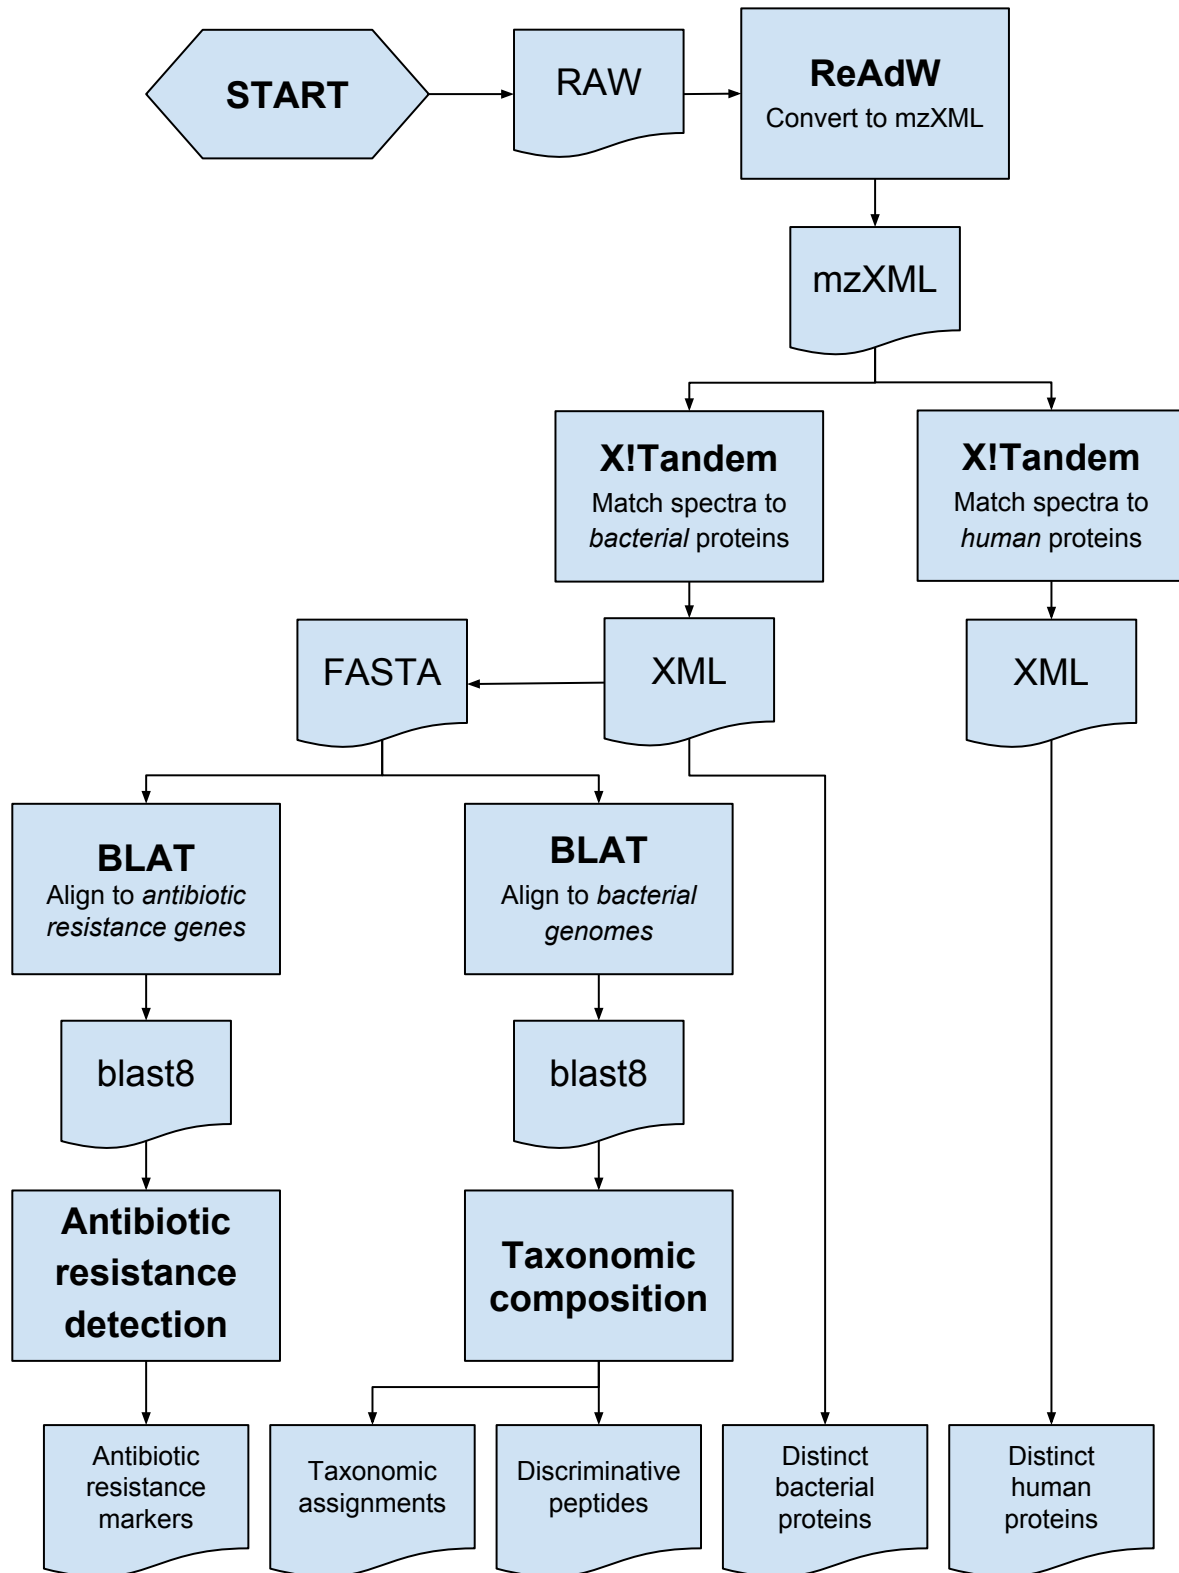 START
RAW
ReAdW
Convert to mzXML
mzXML
X!Tandem
Match spectra to
bacterial proteins
X!Tandem
Match spectra to
human proteins
FASTA
XML
XML
BLAT
Align to antibiotic
resistance genes
BLAT
Align to bacterial
genomes
blast8
blast8
Antibiotic
resistance
detection
Taxonomic
composition
Antibiotic
resistance
markers
Taxonomic
assignments
Discriminative
peptides
Distinct
bacterial
proteins
Distinct
human
proteins